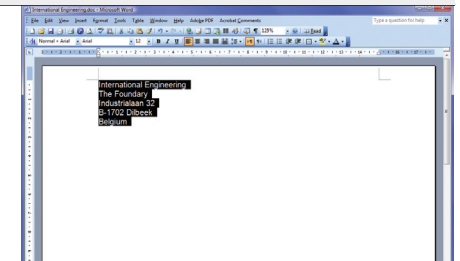 International Engineering.doc - Microsoft Word
File Edit View Insert Format Tools Table Window Help Adobe PDF Acrobat Comments
Type a question for help
125%
Read
Normal + Arial
Arial
12
B I U
International Engineering
The Foundary
Industrialaan 32
B-1702 Dilbeek
Belgium